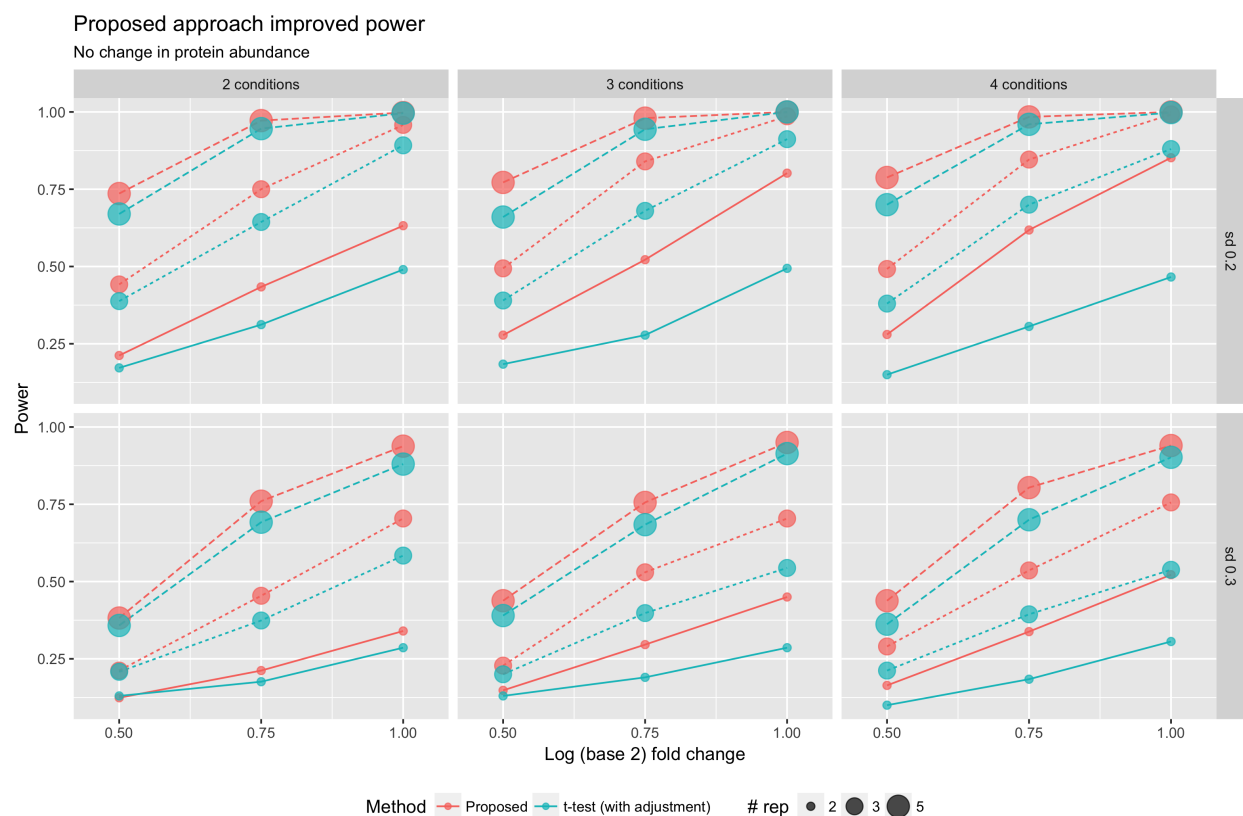 Proposed approach improved power
No change in protein abundance
2 conditions
3 conditions
4 conditions
1.00
0.75
0.50
0.25
sd 0.2
Power
1.00
0.75
0.50
0.25
sd 0.3
0.50 0.75 1.00
0.50 0.75 1.00
0.50 0.75 1.00
Log (base 2) fold change
Method Proposed t-test (with adjustment) # rep 2 3 5